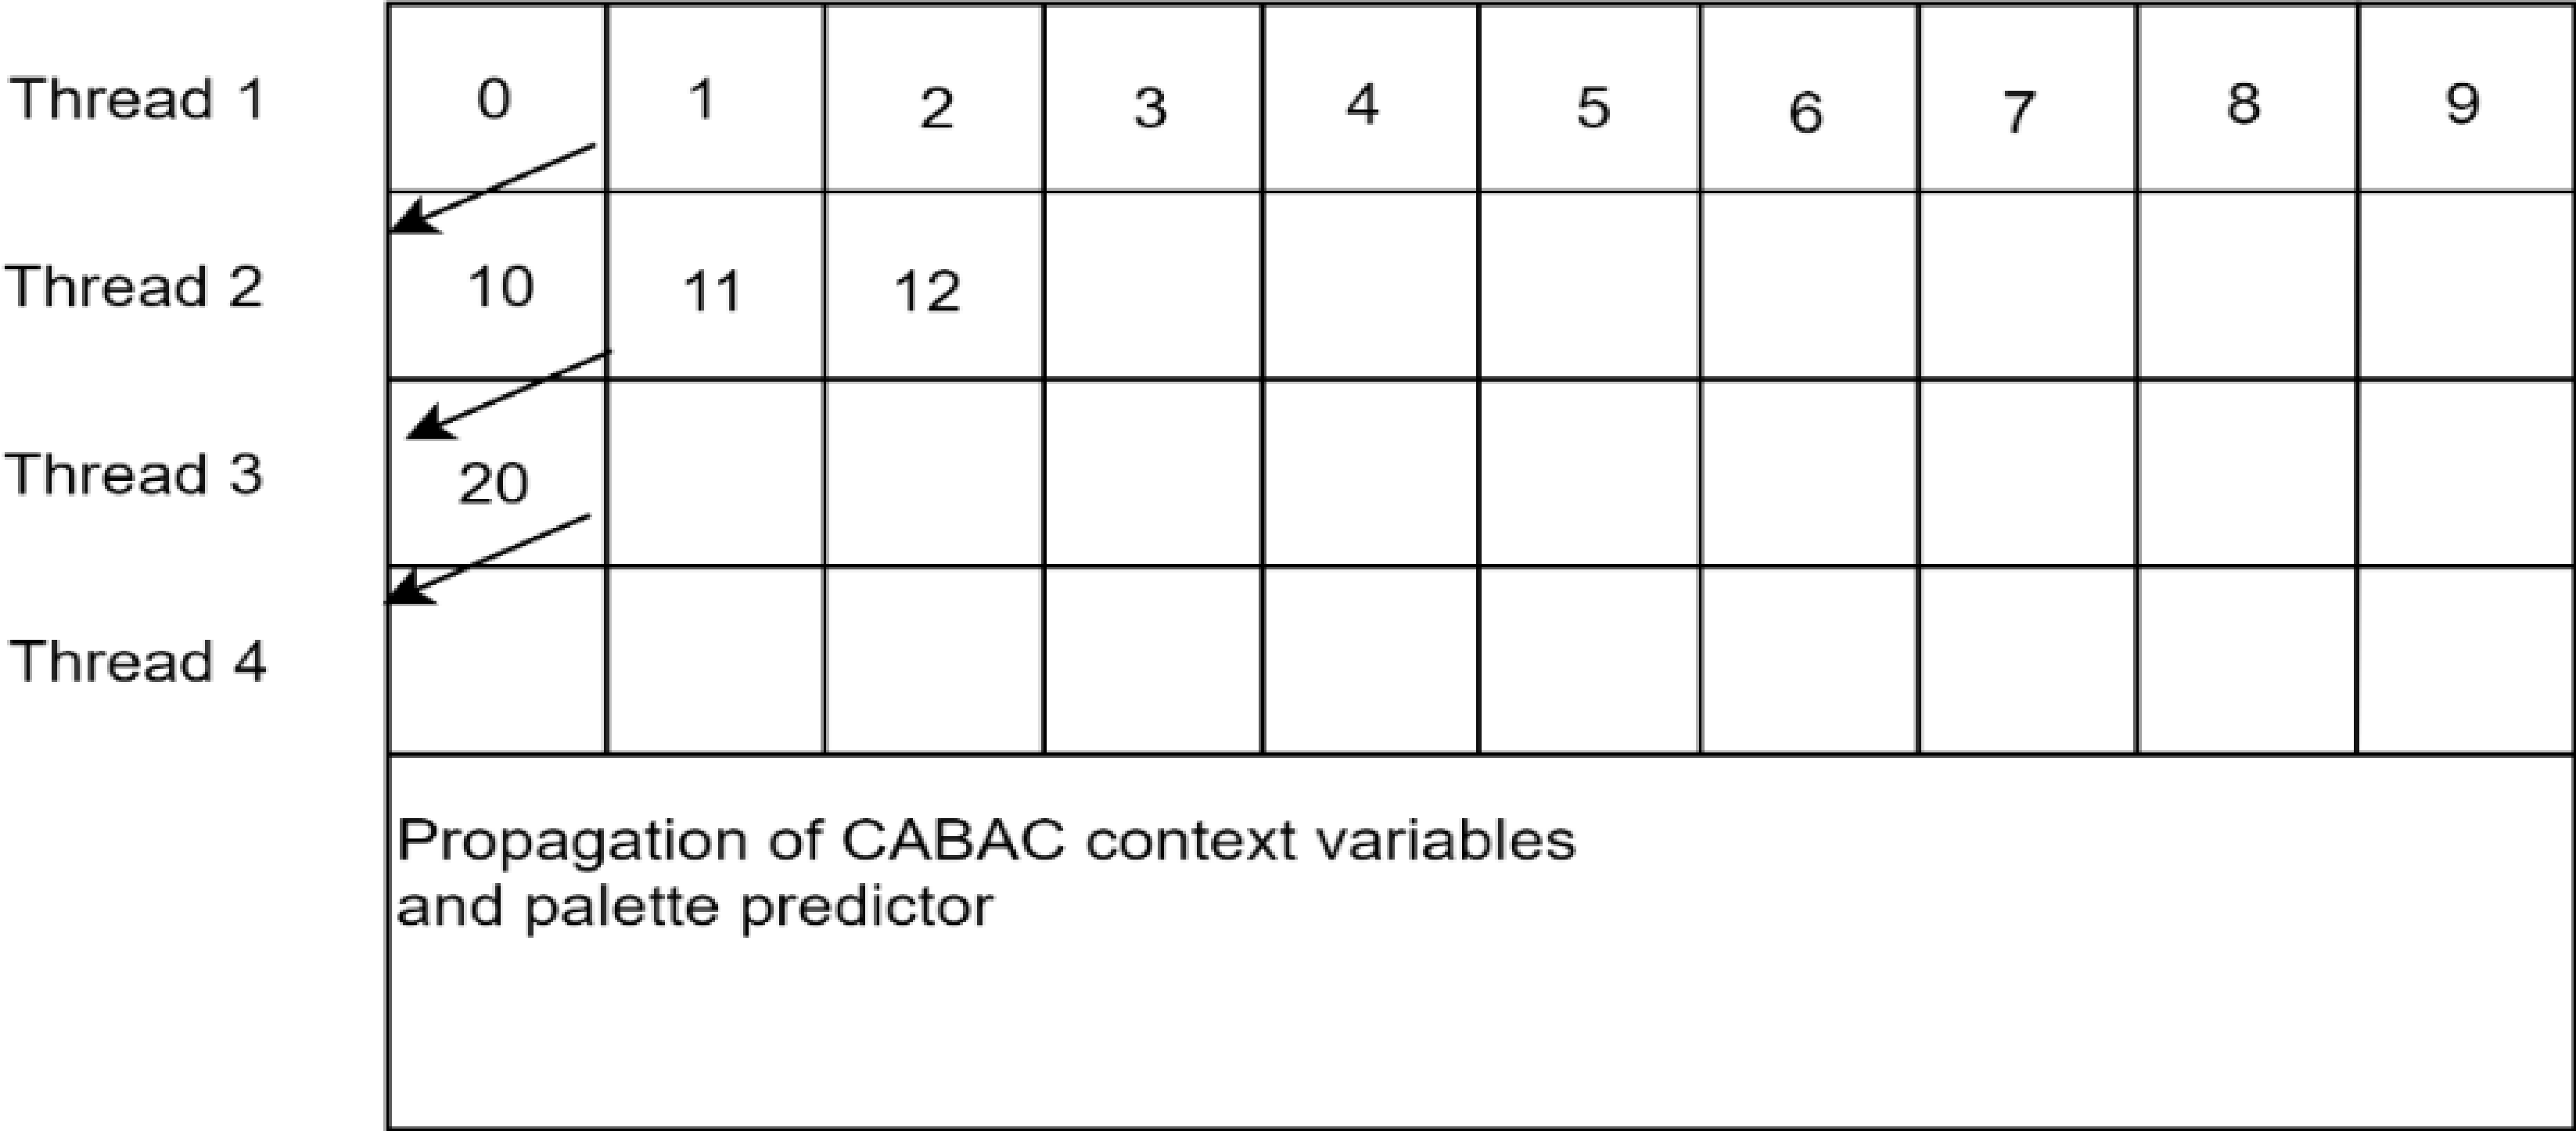 Thread 1 0 1 2 3 4 5 6 7 8 9
Thread 2 10 11 12
Thread 3 20
Thread 4
Propagation of CABAC context variables
and palette predictor